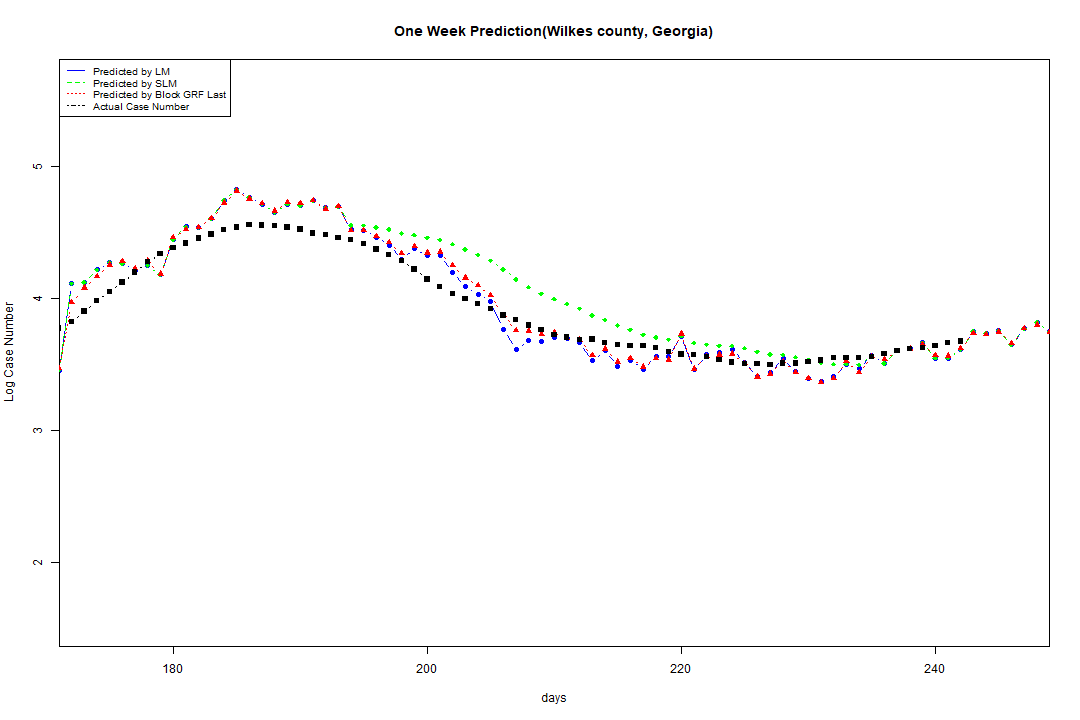 One Week Prediction(Wilkes county, Georgia)
Predicted by LM
Predicted by SLM
Predicted by Block GRF Last
Actual Case Number
5
4
3
2
Log Case Number
180 200 220 240
days